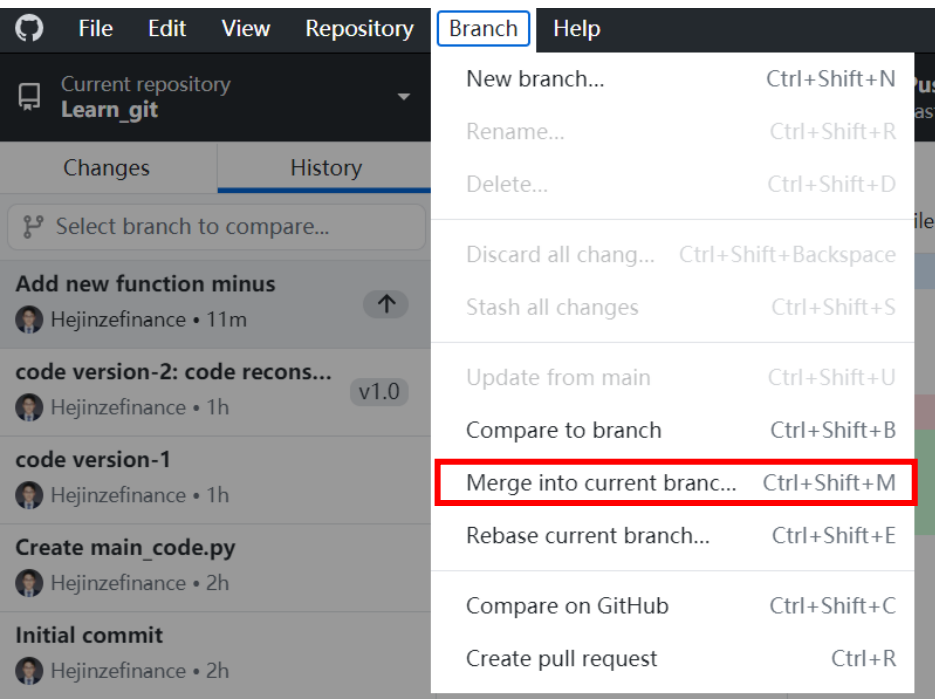 File Edit View Repository Branch Help
Current repository
Learn_git
Changes History
Select branch to compare...
Add new function minus
Hejinzefinance • 11m
code version-2: code recons...
v1.0
Hejinzefinance • 1h
code version-1
Hejinzefinance • 1h
Create main_code.py
Hejinzefinance • 2h
Initial commit
Hejinzefinance • 2h
New branch... Ctrl+Shift+N
Rename... Ctrl+Shift+R
Delete... Ctrl+Shift+D
Discard all chang... Ctrl+Shift+Backspace
Stash all changes Ctrl+Shift+S
Update from main Ctrl+Shift+U
Compare to branch Ctrl+Shift+B
Merge into current branc... Ctrl+Shift+M
Rebase current branch... Ctrl+Shift+E
Compare on GitHub Ctrl+Shift+C
Create pull request Ctrl+R